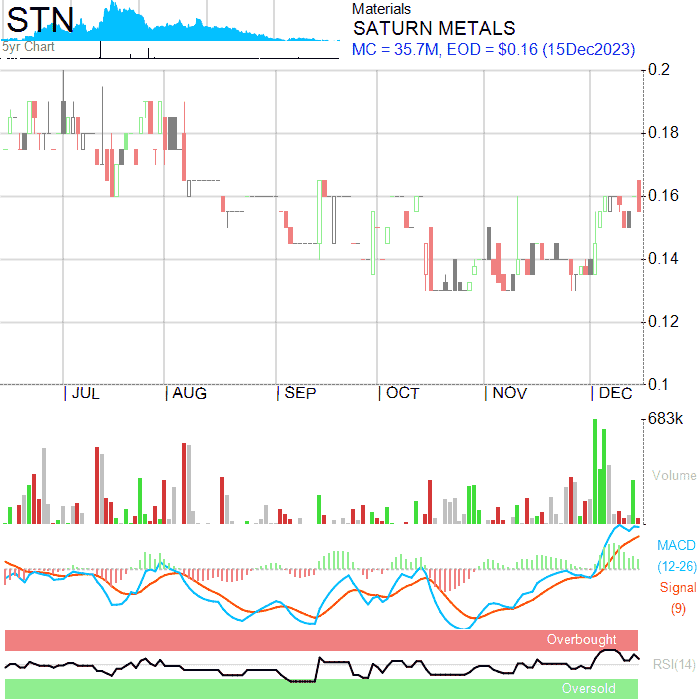 STN
5yr Chart
Materials
SATURN METALS
MC = 35.7M, EOD = $0.16 (15Dec2023)
0.2
0.18
0.16
0.14
0.12
0.1
JUL AUG SEP OCT NOV DEC
683k
Volume
MACD
(12-26)
Signal
(9)
Overbought
RSI(14)
Oversold